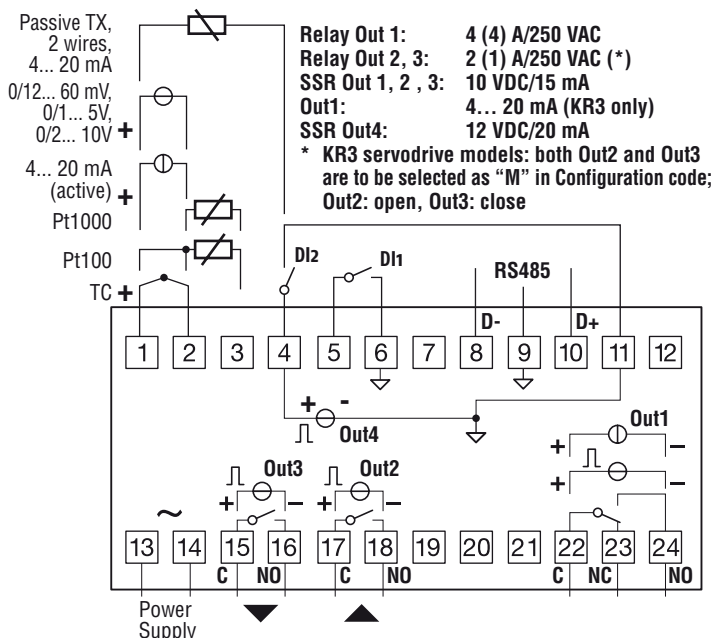 Passive TX,
2 wires,
4... 20 mA
0/12... 60 mV,
0/1... 5V,
0/2... 10V
+
4... 20 mA
(active)
+
Pt1000
Pt100
TC +
Relay Out 1: 4 (4) A/250 VAC
Relay Out 2, 3: 2 (1) A/250 VAC (*)
SSR Out 1, 2 , 3: 10 VDC/15 mA
Out1: 4... 20 mA (KR3 only)
SSR Out4: 12 VDC/20 mA
* KR3 servodrive models: both Out2 and Out3
are to be selected as “M” in Configuration code;
Out2: open, Out3: close
DI2 DI1 RS485
D- D+
1 2 3 4 5 6 7 8 9 10 11 12
+ -
Out4
Out1
+ −
+ −
Out3 Out2
+ − + −
~
13 14 15 16 17 18 19 20 21 22 23 24
C NO C NO C NC NO
Power
Supply